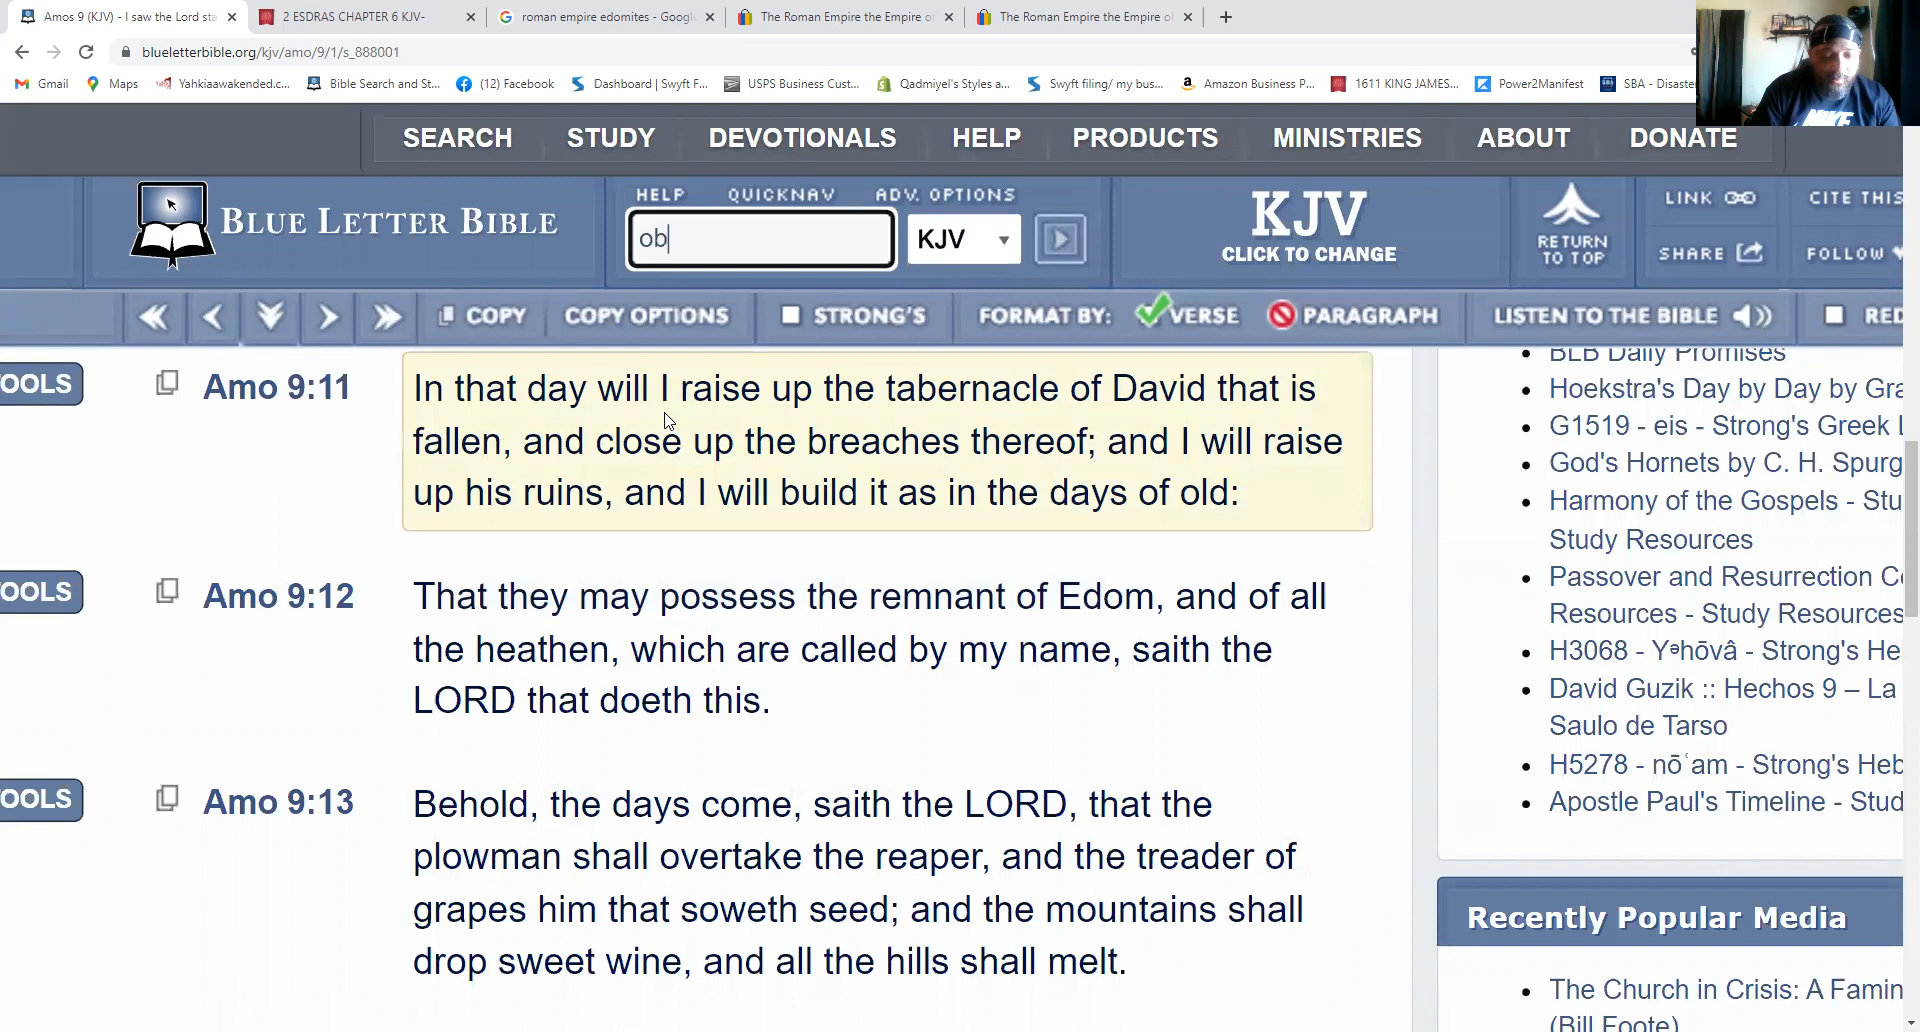 Amos 9 (KJV) - I saw the Lord sta
2 ESDRAS CHAPTER 6 KJV-
roman empire edomites - Googl
The Roman Empire the Empire of
The Roman Empire the Empire of
blueletterbible.org/kjv/amo/9/1/s_888001
Gmail
Maps
Yahkiaawakended.c...
Bible Search and St...
(12) Facebook
Dashboard | Swyft F...
USPS Business Cust...
Qadmiyel's Styles a...
Swyft filing/ my bus...
Amazon Business P...
1611 KING JAMES...
Power2Manifest
SBA - Disaste
NIKE
SEARCH
STUDY
DEVOTIONALS
HELP
PRODUCTS
MINISTRIES
ABOUT
DONATE
BLUE LETTER BIBLE
HELP
QUICKNAV
ADV. OPTIONS
ob
KJV
KJV
CLICK TO CHANGE
RETURN
TO TOP
LINK
CITE THIS
SHARE
FOLLOW
COPY
COPY OPTIONS
STRONG'S
FORMAT BY:
VERSE
PARAGRAPH
LISTEN TO THE BIBLE
RED
OOLS
Amo 9:11
In that day will I raise up the tabernacle of David that is
fallen, and close up the breaches thereof; and I will raise
up his ruins, and I will build it as in the days of old:
OOLS
Amo 9:12
That they may possess the remnant of Edom, and of all
the heathen, which are called by my name, saith the
LORD that doeth this.
OOLS
Amo 9:13
Behold, the days come, saith the LORD, that the
plowman shall overtake the reaper, and the treader of
grapes him that soweth seed; and the mountains shall
drop sweet wine, and all the hills shall melt.
BLB Daily Promises
Hoekstra's Day by Day by Gra
G1519 - eis - Strong's Greek L
God's Hornets by C. H. Spurg
Harmony of the Gospels - Stu
Study Resources
Passover and Resurrection C
Resources - Study Resources
H3068 - Yᵊhōvâ - Strong's He
David Guzik :: Hechos 9 – La
Saulo de Tarso
H5278 - nōʿam - Strong's Heb
Apostle Paul's Timeline - Stud
Recently Popular Media
The Church in Crisis: A Famin
(Bill Foote)